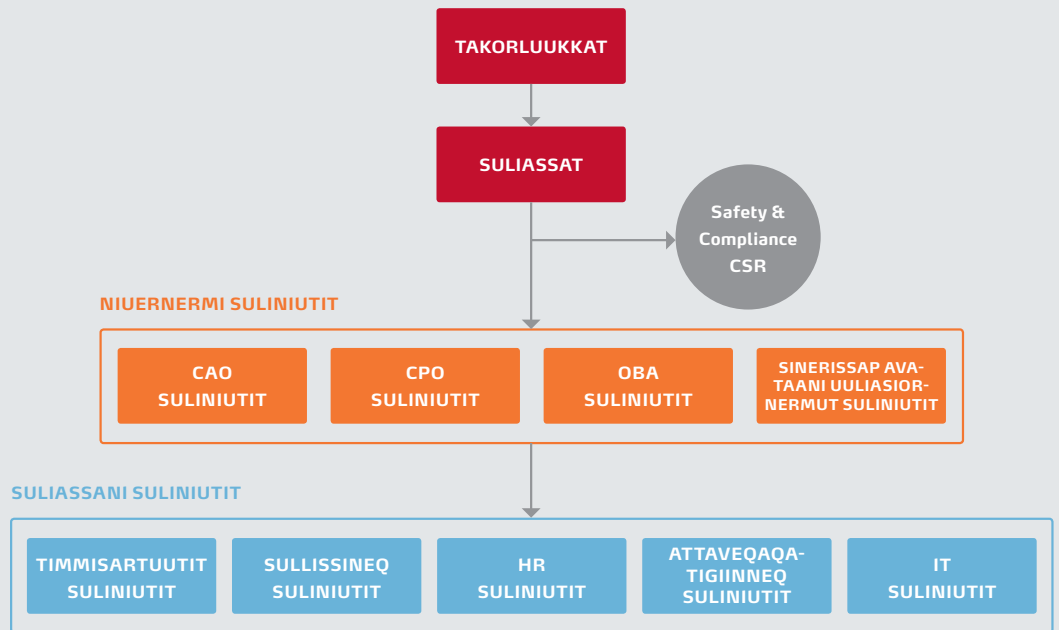 TAKORLUUKKAT
SULIASSAT
Safety &
Compliance
CSR
NIUERNERMI SULINIUTIT
CAO
SULINIUTIT
CPO
SULINIUTIT
OBA
SULINIUTIT
SINERISSAP AVA-
TAANI UULIASIOR-
NERMUT SULINIUTIT
SULIASSANI SULINIUTIT
TIMMISARTUUTIT
SULINIUTIT
SULLISSINEQ
SULINIUTIT
HR
SULINIUTIT
ATTAVEQAQA-
TIGIINNEQ
SULINIUTIT
IT
SULINIUTIT